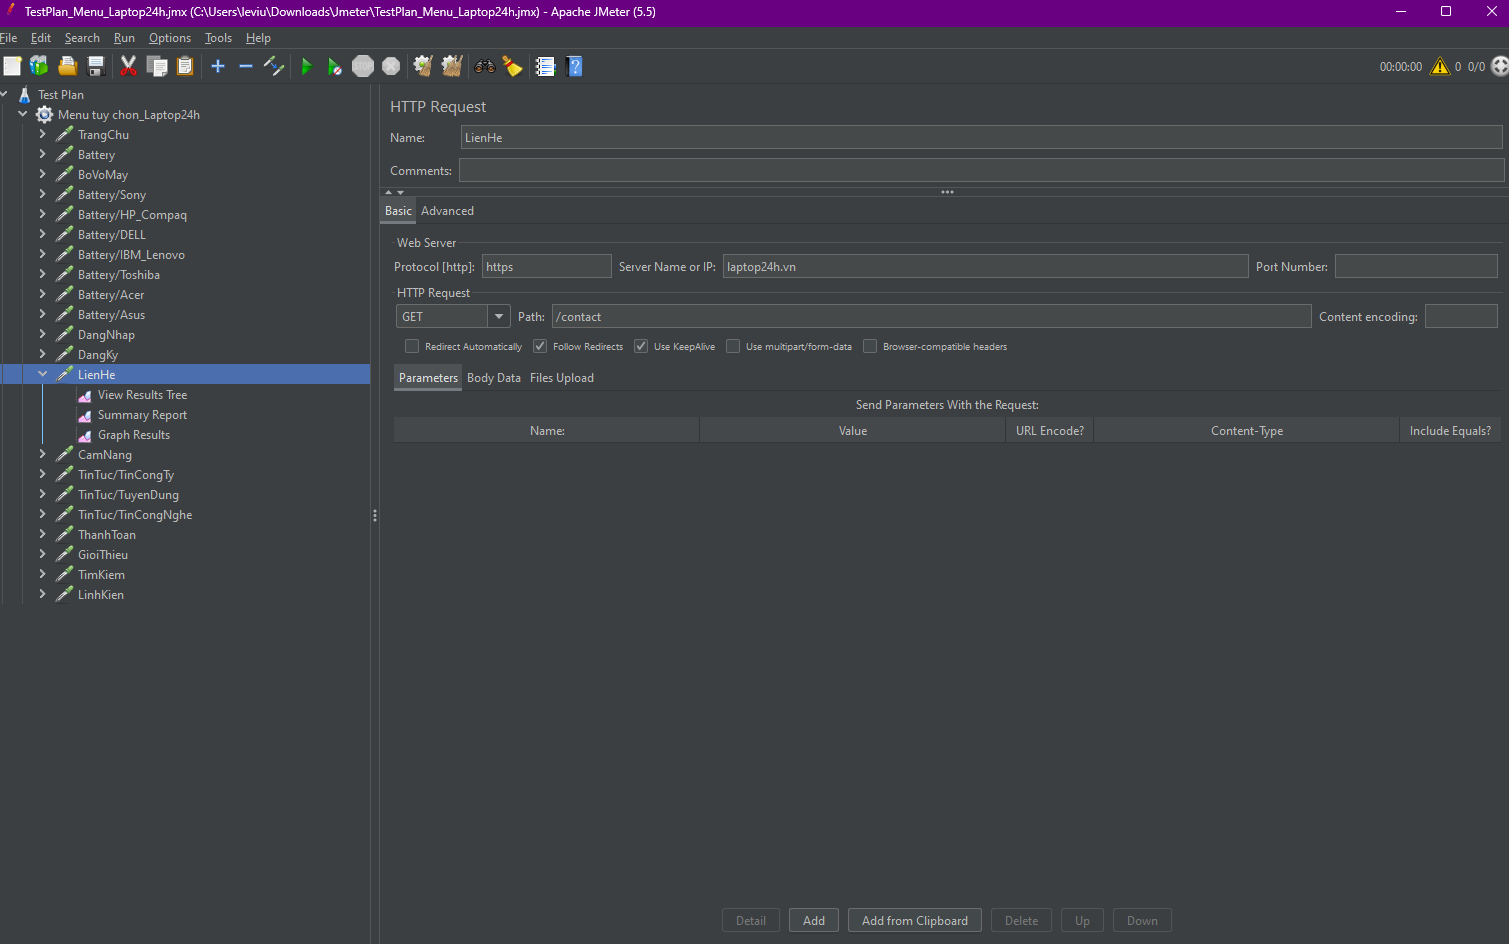 TestPlan_Menu_Laptop24h.jmx (C:\Users\leviu\Downloads\Jmeter\TestPlan_Menu_Laptop24h.jmx) - Apache JMeter (5.5)
File Edit Search Run Options Tools Help
STOP
00:00:00 0 0/0
Test Plan
Menu tuy chon_Laptop24h
TrangChu
Battery
BoVoMay
Battery/Sony
Battery/HP_Compaq
Battery/DELL
Battery/IBM_Lenovo
Battery/Toshiba
Battery/Acer
Battery/Asus
DangNhap
DangKy
LienHe
View Results Tree
Summary Report
Graph Results
CamNang
TinTuc/TinCongTy
TinTuc/TuyenDung
TinTuc/TinCongNghe
ThanhToan
GioiThieu
TimKiem
LinhKien
HTTP Request
Name: LienHe
Comments:
Basic Advanced
Web Server
Protocol [http]: https Server Name or IP: laptop24h.vn Port Number:
HTTP Request
GET Path: /contact Content encoding:
Redirect Automatically Follow Redirects Use KeepAlive Use multipart/form-data Browser-compatible headers
Parameters Body Data Files Upload
Send Parameters With the Request:
Name: Value URL Encode? Content-Type Include Equals?
Detail Add Add from Clipboard Delete Up Down